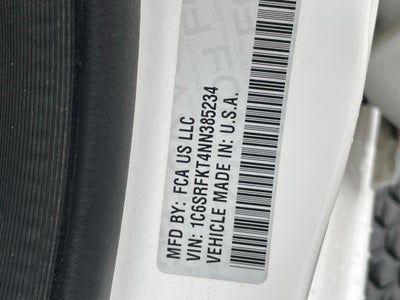 MFD BY: FCA US LLC
VIN: 1C6SRFKT4NN385234
VEHICLE MADE IN: U.S.A.